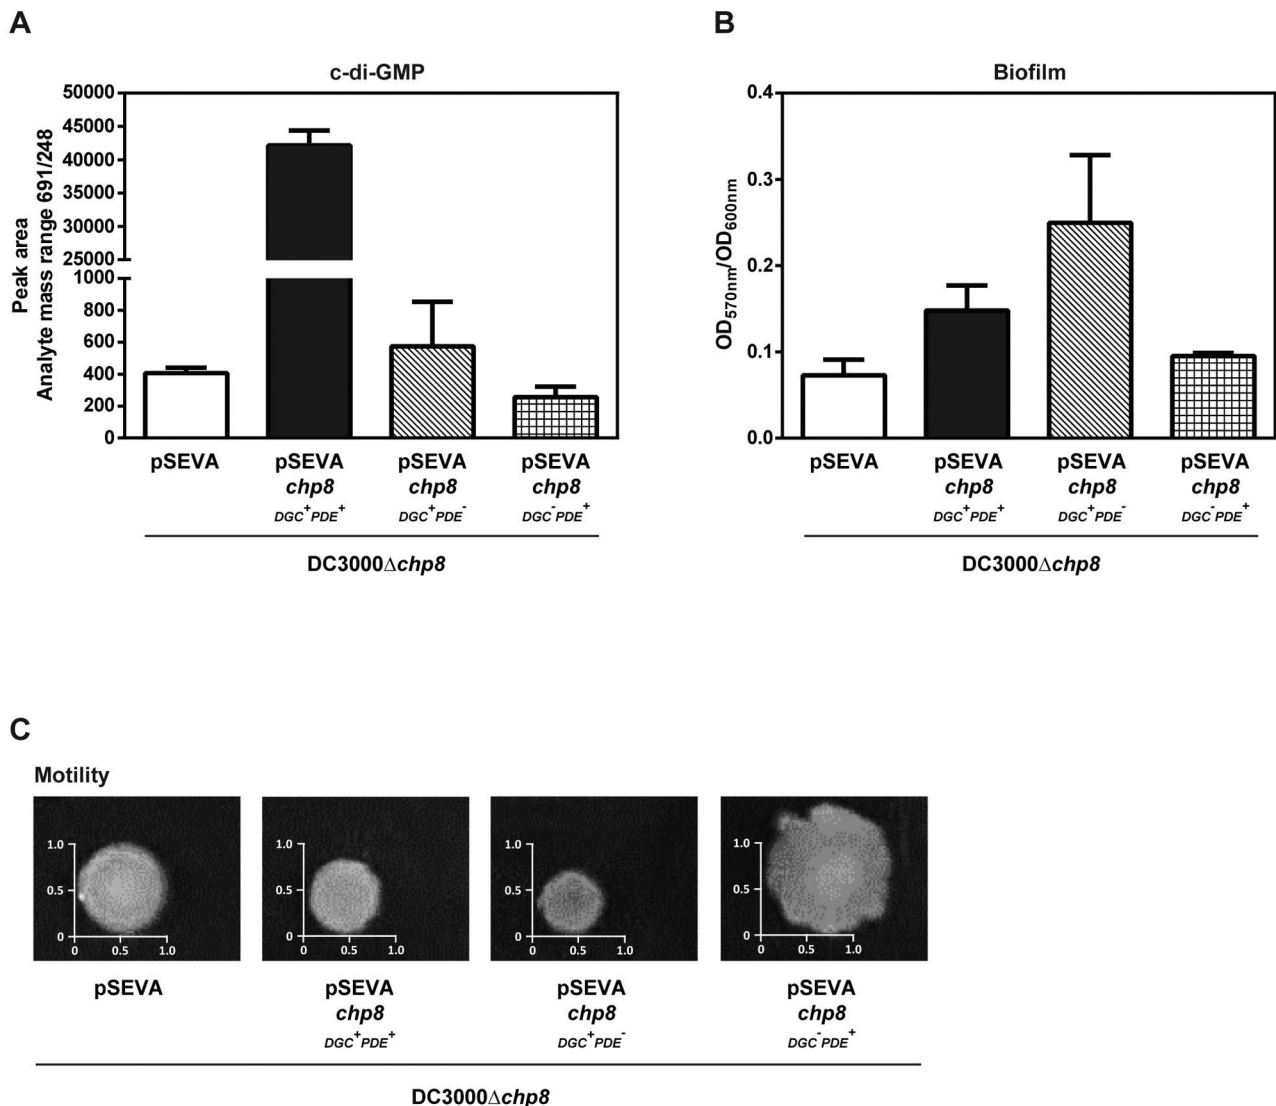 A
c-di-GMP
50000
45000
40000
35000
30000
25000
1000
800
600
400
200
0
Peak area
Analyte mass range 691/248
pSEVA
pSEVA
chp8
DGC⁺PDE⁺
pSEVA
chp8
DGC⁺PDE⁻
pSEVA
chp8
DGC⁻PDE⁺
DC3000Δchp8
B
Biofilm
0.4
0.3
0.2
0.1
0.0
OD₅₇₀ₙₘ/OD₆₀₀ₙₘ
pSEVA
pSEVA
chp8
DGC⁺PDE⁺
pSEVA
chp8
DGC⁺PDE⁻
pSEVA
chp8
DGC⁻PDE⁺
DC3000Δchp8
C
Motility
1.0
0.5
0
0 0.5 1.0
1.0
0.5
0
0 0.5 1.0
1.0
0.5
0
0 0.5 1.0
1.0
0.5
0
0 0.5 1.0
pSEVA
pSEVA
chp8
DGC⁺PDE⁺
pSEVA
chp8
DGC⁺PDE⁻
pSEVA
chp8
DGC⁻PDE⁺
DC3000Δchp8